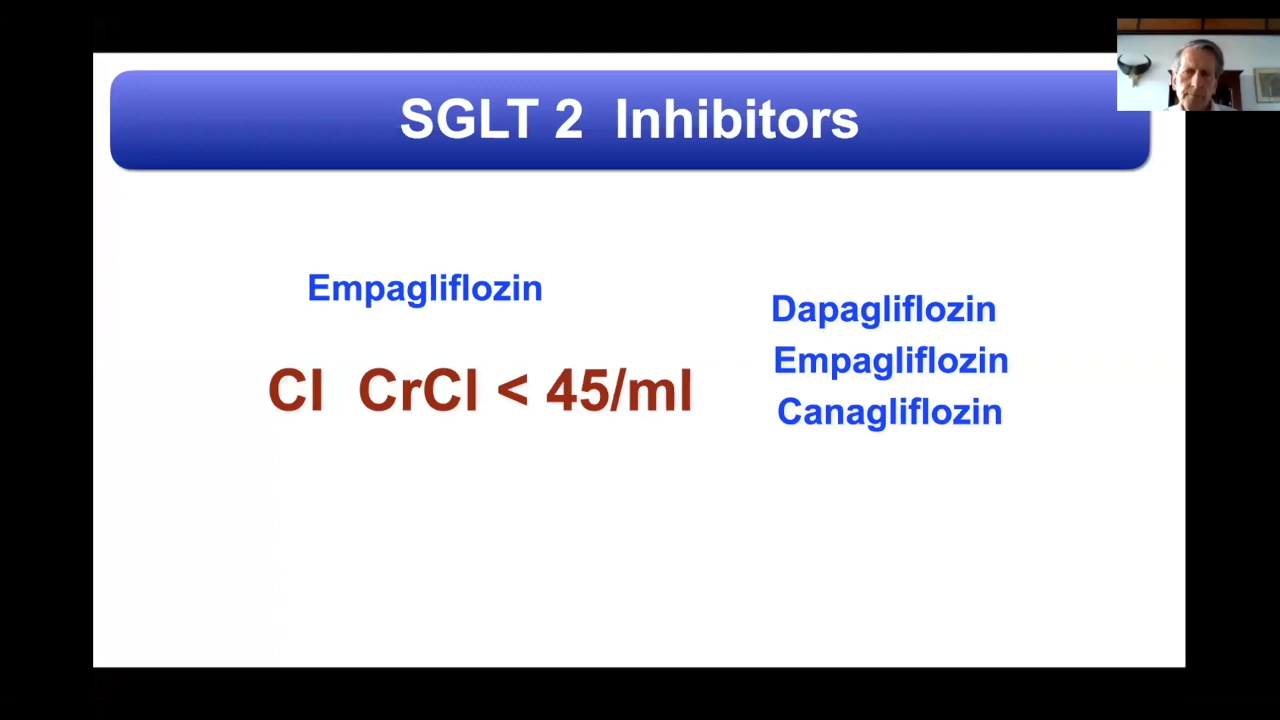 SGLT 2 Inhibitors
Empagliflozin
CI CrCl < 45/ml
Dapagliflozin
Empagliflozin
Canagliflozin